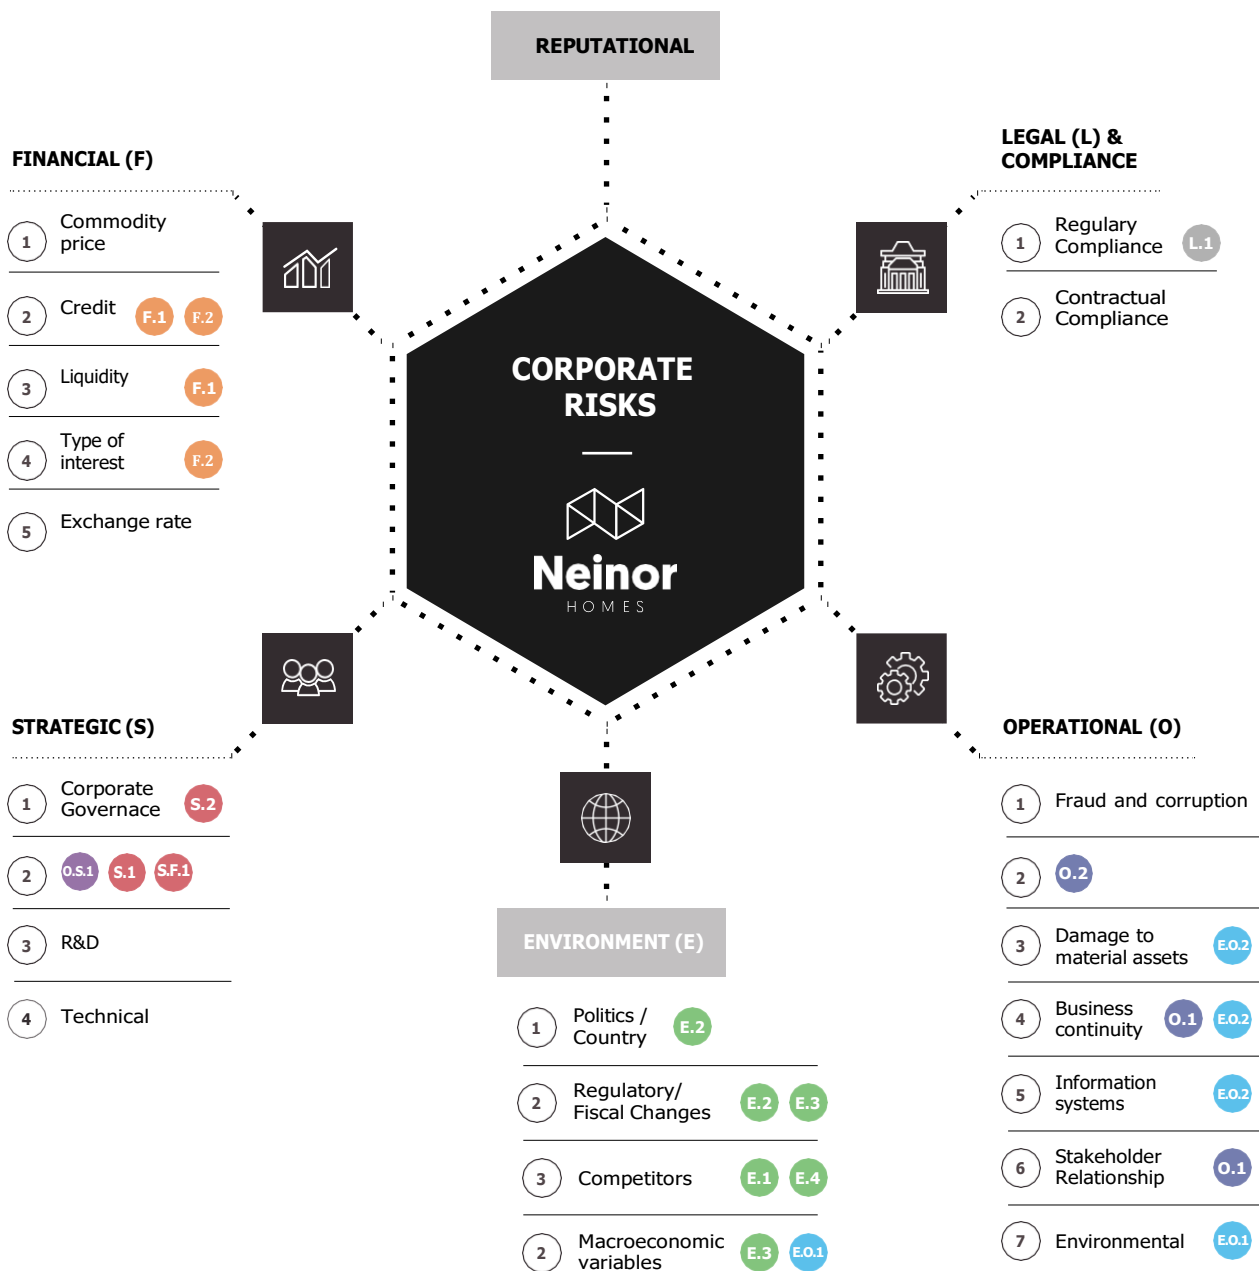 REPUTATIONAL
FINANCIAL (F)
1 Commodity
price
2 Credit F.1 F.2
3 Liquidity F.1
4 Type of
interest F.2
5 Exchange rate
LEGAL (L) &
COMPLIANCE
1 Regulary
Compliance L.1
2 Contractual
Compliance
CORPORATE
RISKS
Neinor
HOMES
STRATEGIC (S)
1 Corporate
Governace S.2
2 O.S.1 S.1 S.F.1
3 R&D
4 Technical
ENVIRONMENT (E)
1 Politics /
Country E.2
2 Regulatory/
Fiscal Changes E.2 E.3
3 Competitors E.1 E.4
2 Macroeconomic
variables E.3 E.O.1
OPERATIONAL (O)
1 Fraud and corruption
2 O.2
3 Damage to
material assets E.O.2
4 Business
continuity O.1 E.O.2
5 Information
systems E.O.2
6 Stakeholder
Relationship O.1
7 Environmental E.O.1